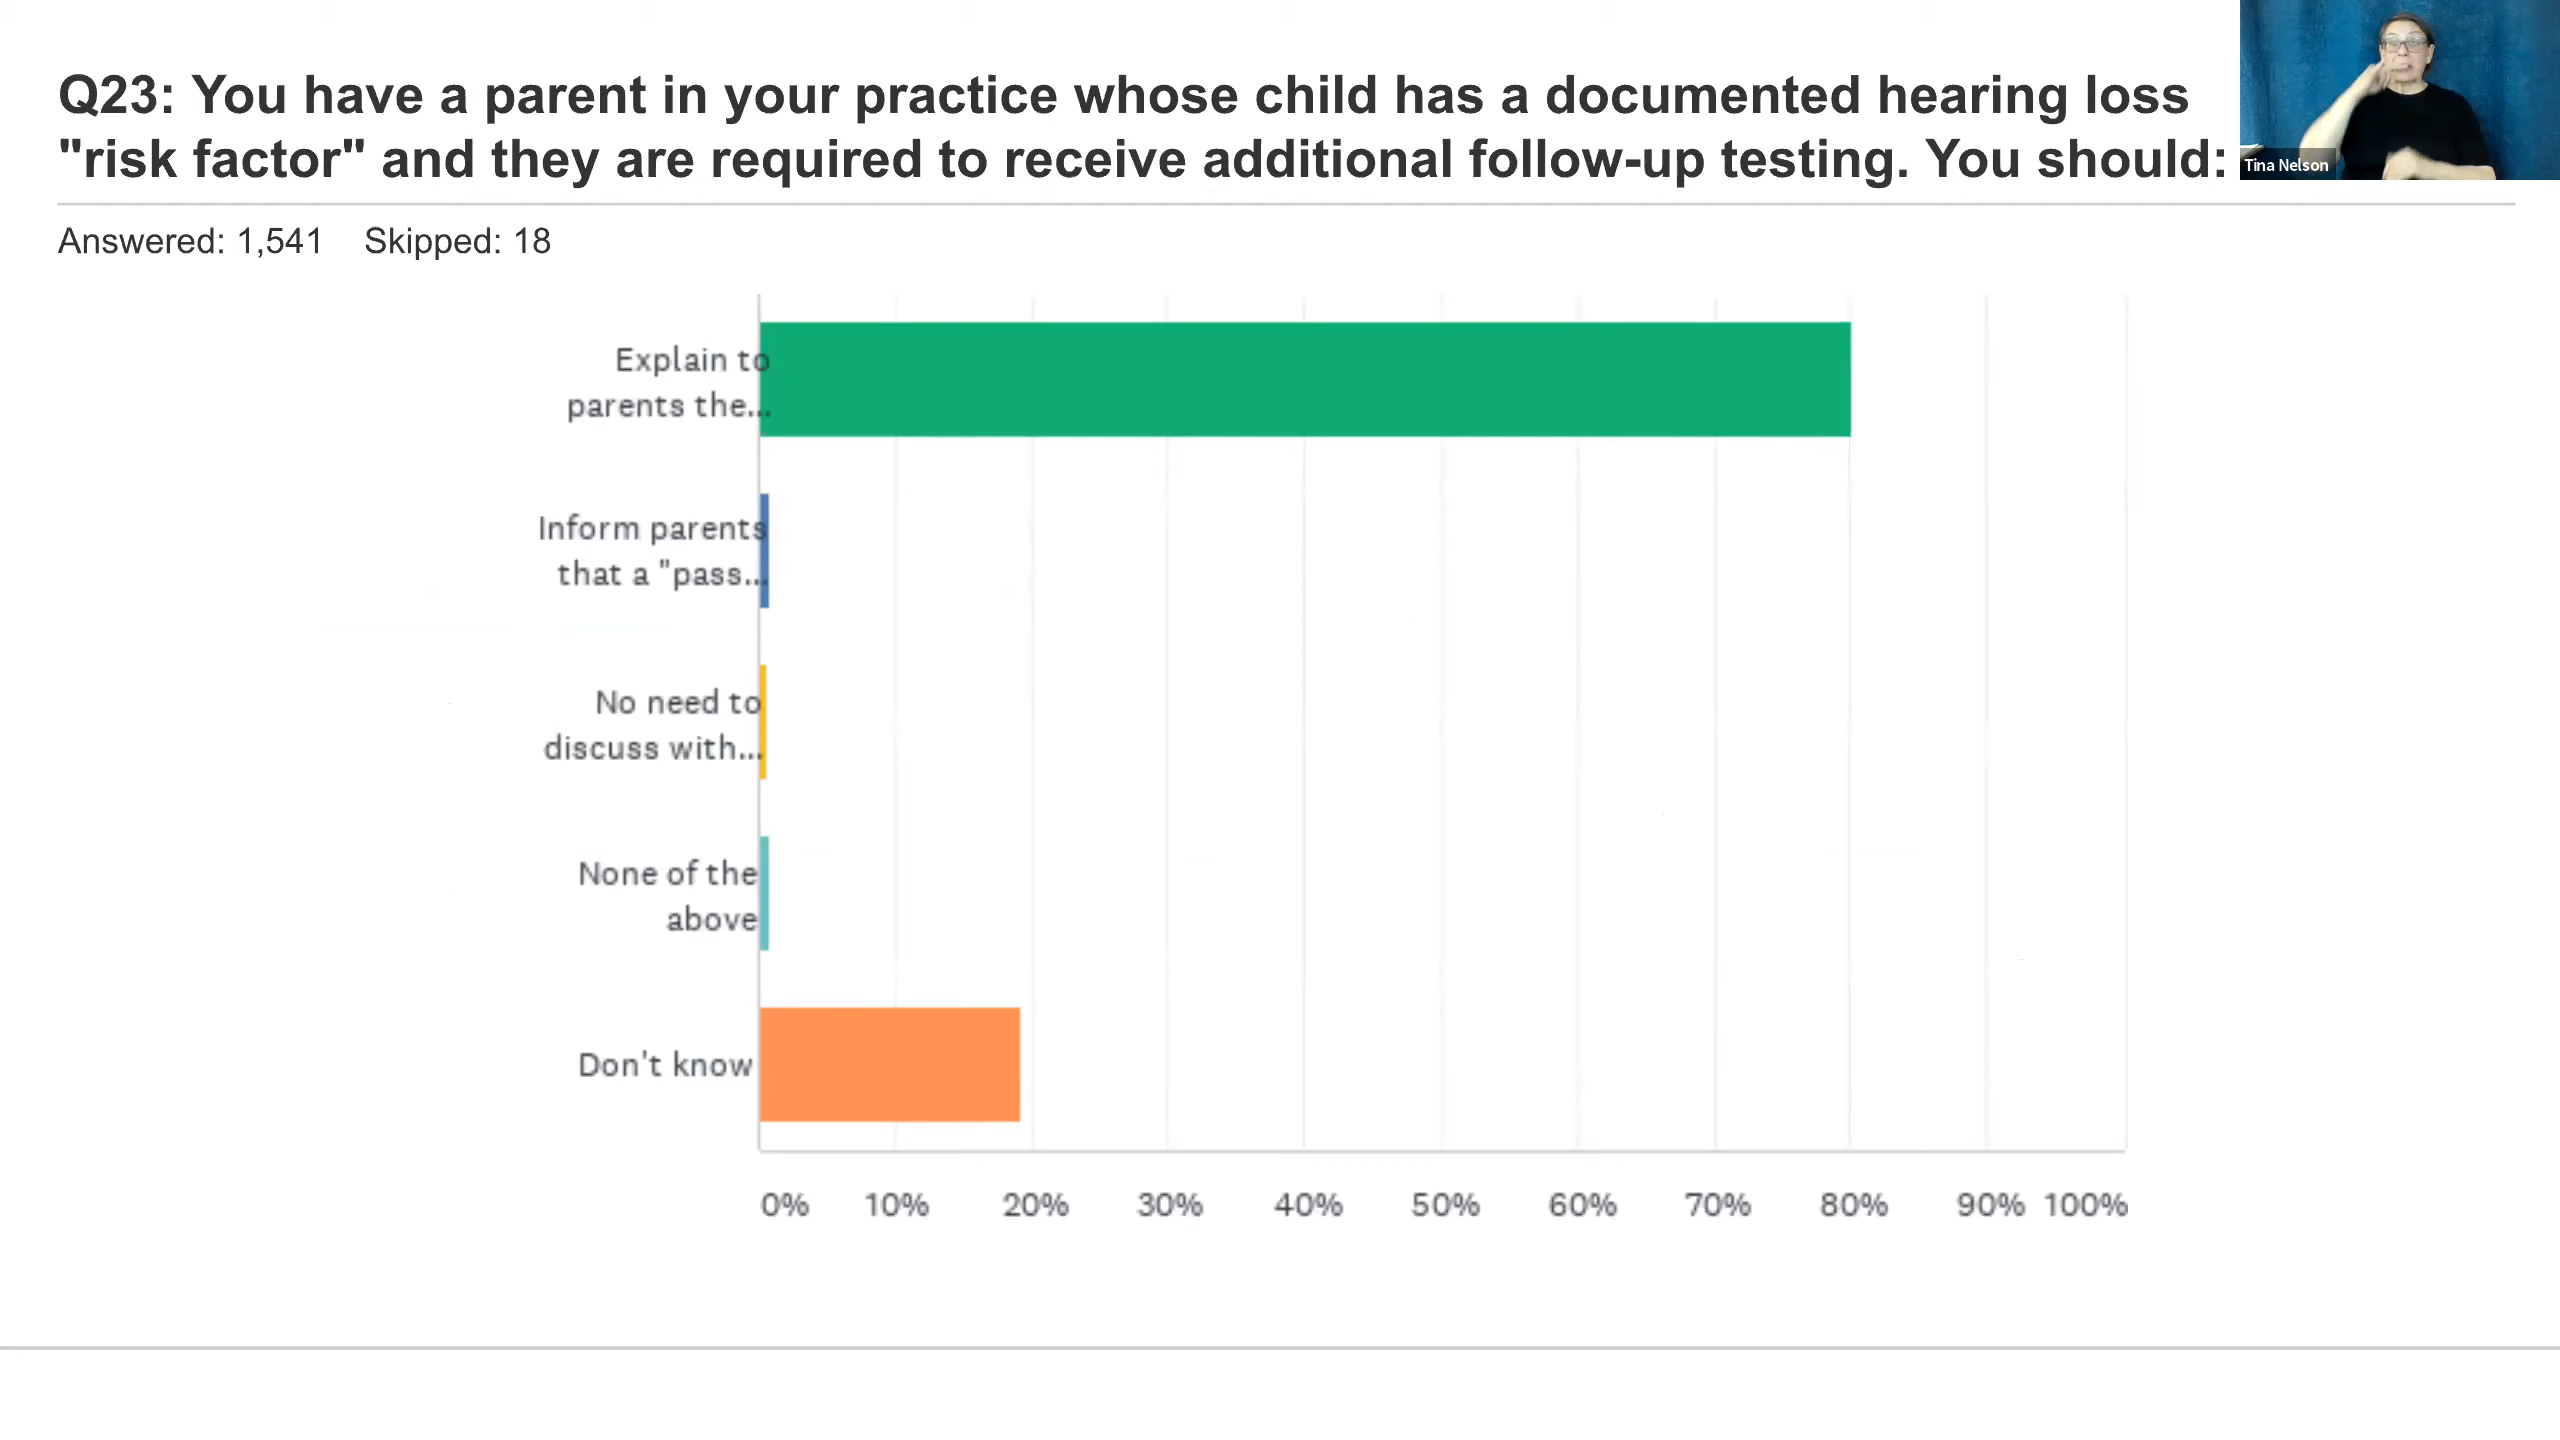 Q23: You have a parent in your practice whose child has a documented hearing loss
"risk factor" and they are required to receive additional follow-up testing. You should:
Tina Nelson
Answered: 1,541 Skipped: 18
Explain to
parents the...
Inform parents
that a "pass...
No need to
discuss with...
None of the
above
Don't know
0% 10% 20% 30% 40% 50% 60% 70% 80% 90% 100%